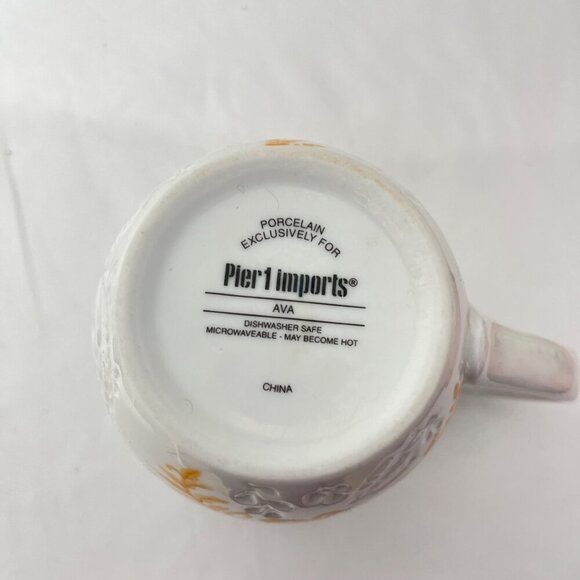 PORCELAIN
EXCLUSIVELY FOR
Pier 1 imports®
AVA
DISHWASHER SAFE
MICROWAVEABLE - MAY BECOME HOT
CHINA